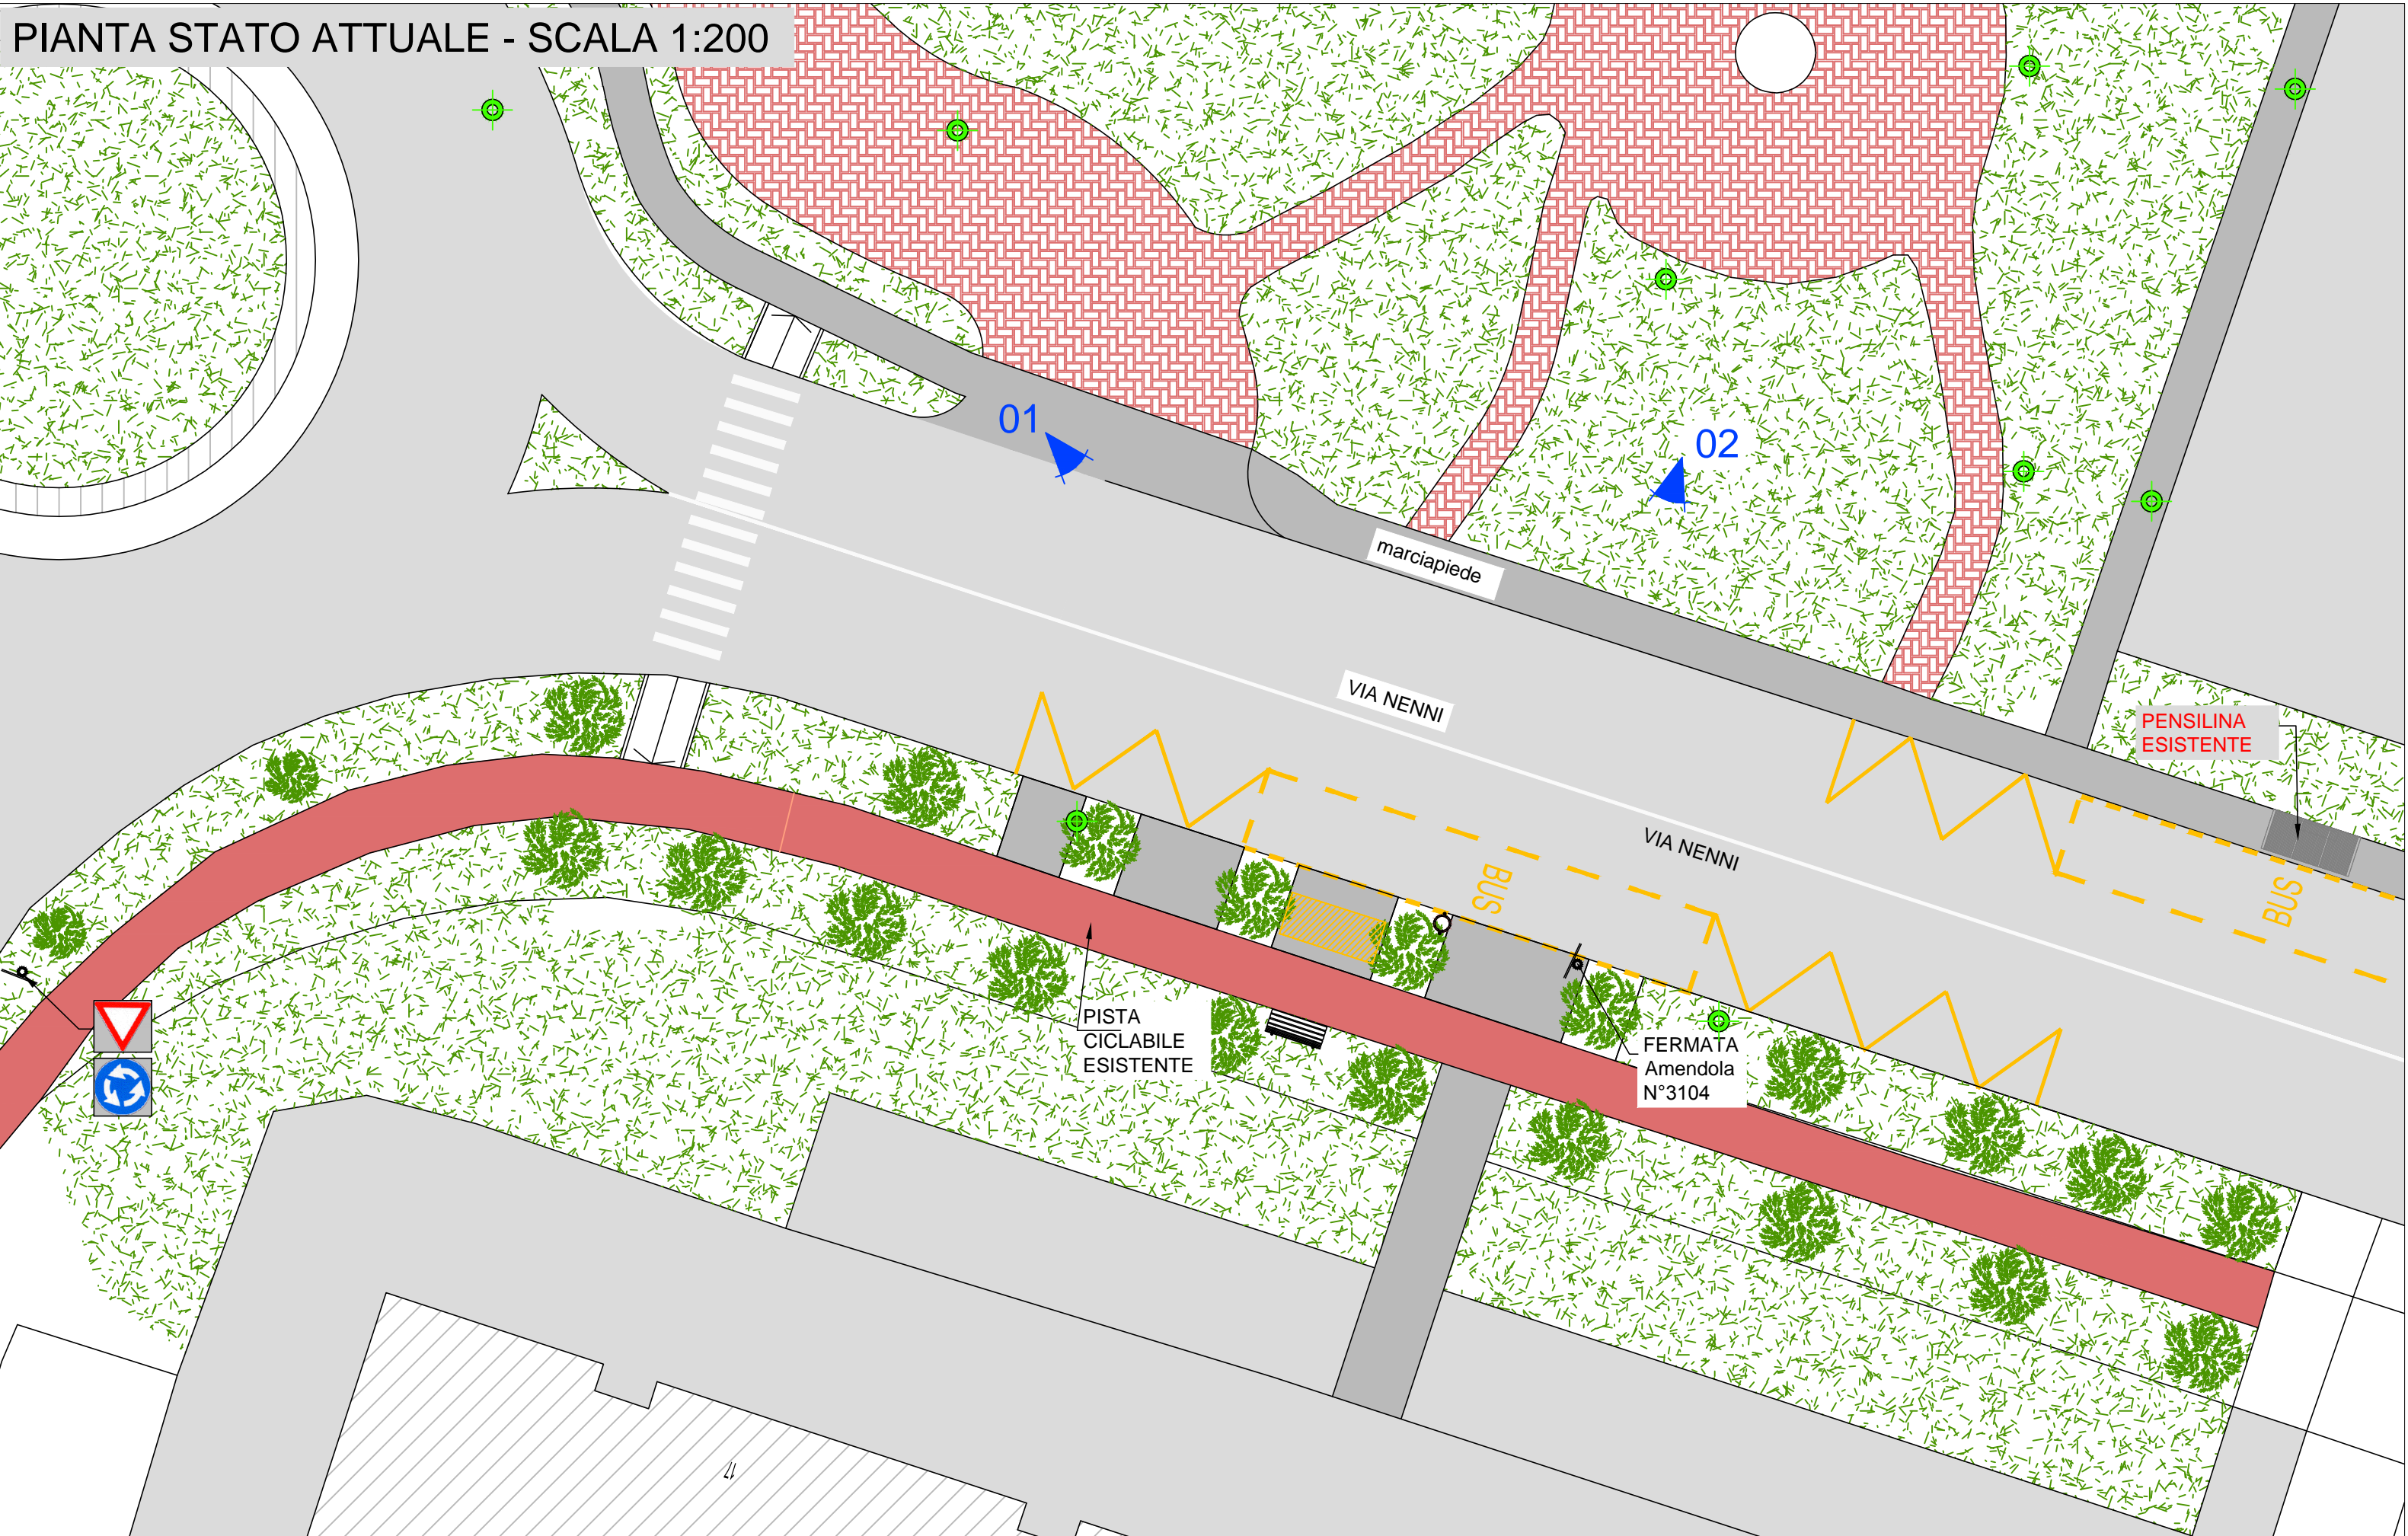 PIANTA STATO ATTUALE - SCALA 1:200
01
02
marciapiede
VIA NENNI
PENSILINA
ESISTENTE
VIA NENNI
BUS
BUS
PISTA
CICLABILE
ESISTENTE
FERMATA
Amendola
N°3104